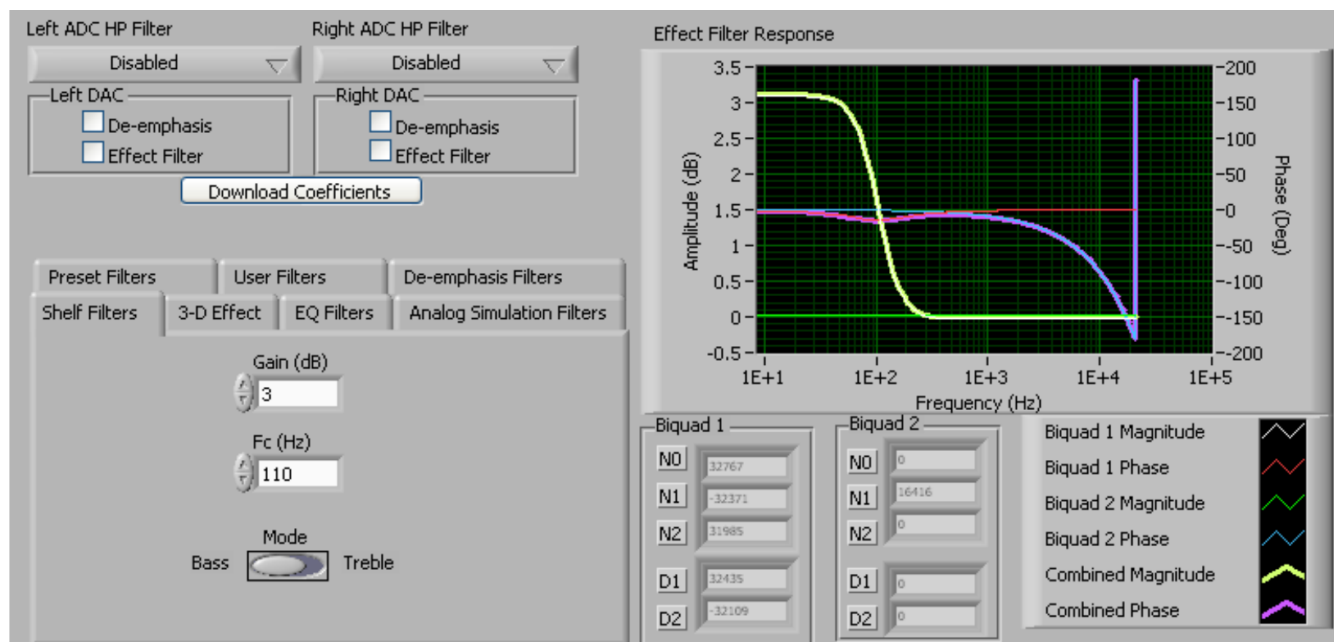 Left ADC HP Filter
Right ADC HP Filter
Disabled
Disabled
Left DAC
De-emphasis
Effect Filter
Right DAC
De-emphasis
Effect Filter
Download Coefficients
Preset Filters
User Filters
De-emphasis Filters
Shelf Filters
3-D Effect
EQ Filters
Analog Simulation Filters
Gain (dB)
3
Fc (Hz)
110
Mode
Bass
Treble
Effect Filter Response
Amplitude (dB)
3.5
3
2.5
2
1.5
1
0.5
0
-0.5
1E+1
1E+2
1E+3
1E+4
1E+5
Frequency (Hz)
200
150
100
50
0
-50
-100
-150
-200
Phase (Deg)
Biquad 1
N0 32767
N1 -32371
N2 31985
D1 32435
D2 -32109
Biquad 2
N0 0
N1 16416
N2 0
D1 0
D2 0
Biquad 1 Magnitude
Biquad 1 Phase
Biquad 2 Magnitude
Biquad 2 Phase
Combined Magnitude
Combined Phase